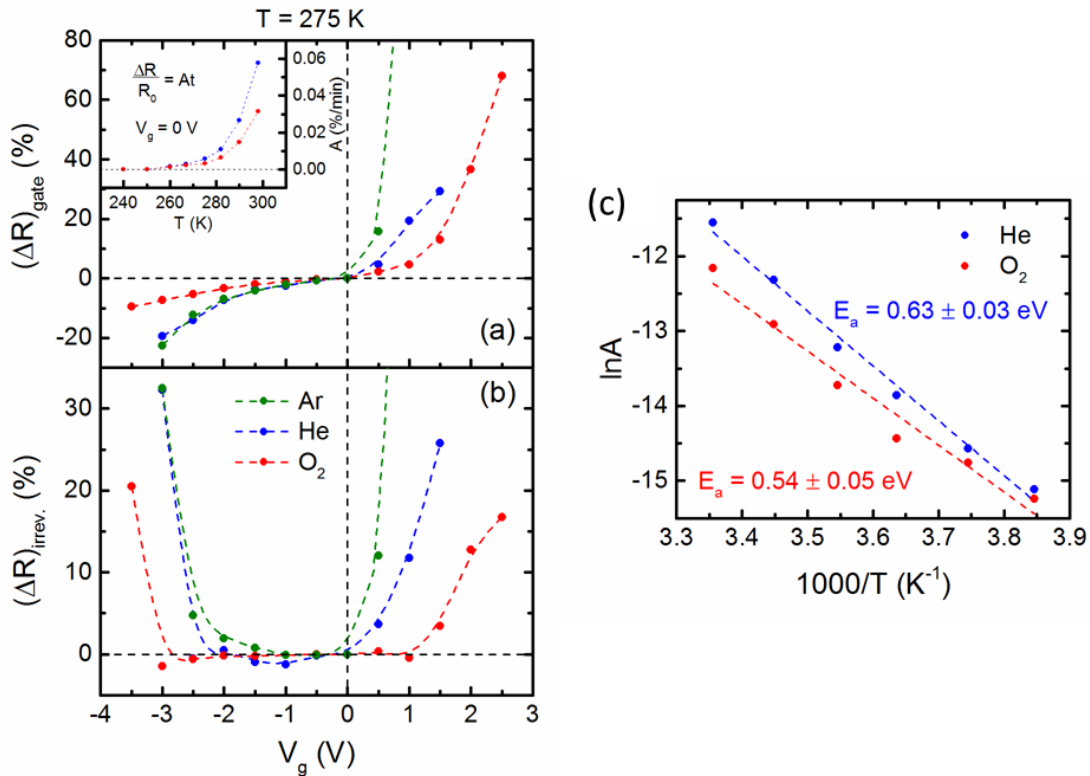 T = 275 K
80
60
40
20
0
-20
(ΔR)gate (%)
ΔR/R₀ = At
Vg = 0 V
0.06
0.04
0.02
0.00
A (%/min)
240 260 280 300
T (K)
(a)
30
20
10
0
(ΔR)irrev. (%)
(b)
Ar
He
O₂
-4 -3 -2 -1 0 1 2 3
Vg (V)
(c)
-12
-13
-14
-15
lnA
He
O₂
Eₐ = 0.63 ± 0.03 eV
Eₐ = 0.54 ± 0.05 eV
3.3 3.4 3.5 3.6 3.7 3.8 3.9
1000/T (K⁻¹)